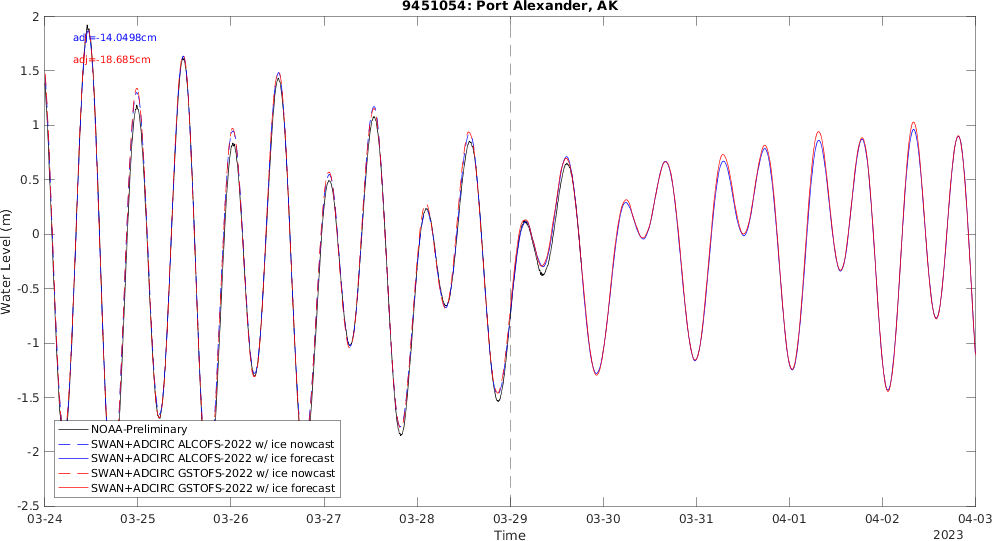 9451054: Port Alexander, AK
adj=-14.0498cm
adj=-18.685cm
Water Level (m)
2
1.5
1
0.5
0
-0.5
-1
-1.5
-2
-2.5
NOAA-Preliminary
SWAN+ADCIRC ALCOFS-2022 w/ ice nowcast
SWAN+ADCIRC ALCOFS-2022 w/ ice forecast
SWAN+ADCIRC GSTOFS-2022 w/ ice nowcast
SWAN+ADCIRC GSTOFS-2022 w/ ice forecast
03-24 03-25 03-26 03-27 03-28 03-29 03-30 03-31 04-01 04-02 04-03
Time
2023